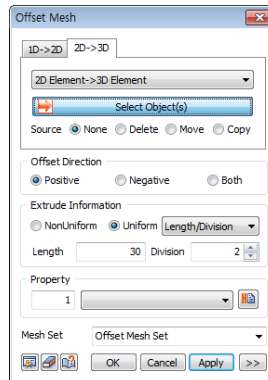 Offset Mesh
1D->2D 2D->3D
2D Element->3D Element
Select Object(s)
Source None Delete Move Copy
Offset Direction
Positive Negative Both
Extrude Information
NonUniform Uniform Length/Division
Length 30 Division 2
Property
1
Mesh Set Offset Mesh Set
OK Cancel Apply >>